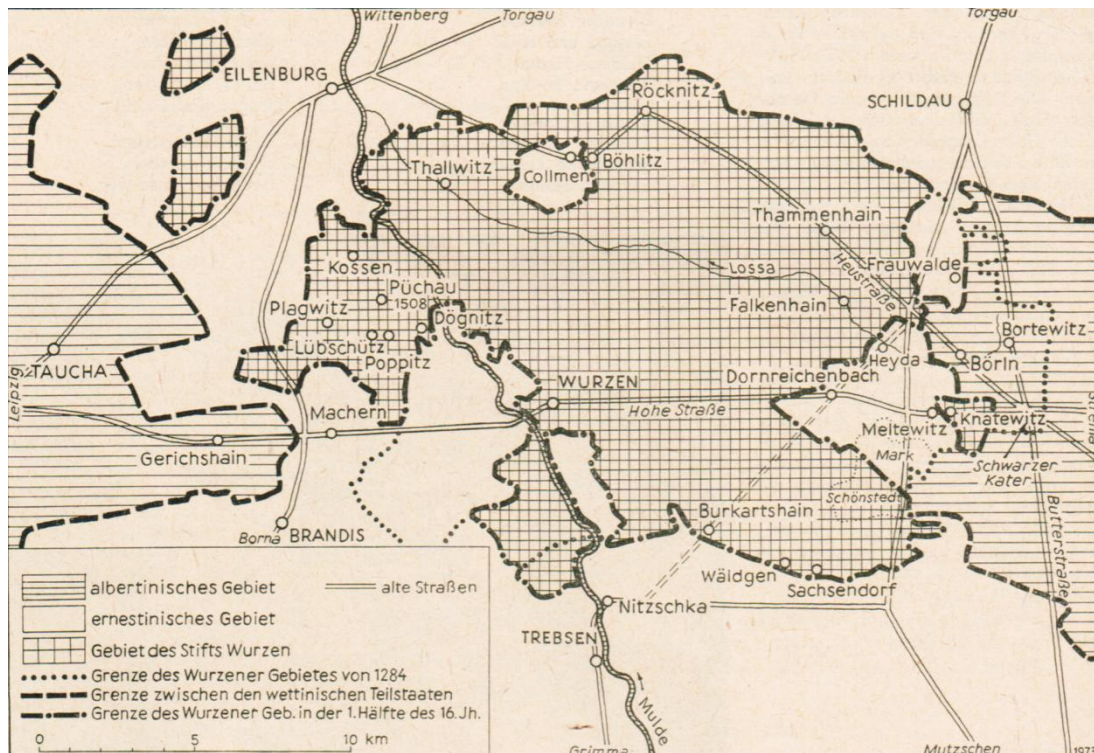 Wittenberg
Torgau
Torgau
EILENBURG
Röcknitz
SCHILDAU
Böhlitz
Collmen
Thallwitz
Thammenhain
Kossen
Lossa
Heustraße
Frauwalde
Püchau
1508
Falkenhain
Plagwitz
Dögnitz
Bortewitz
Lübschütz
Poppitz
Heyda
Börln
Leipzig
TAUCHA
WURZEN
Dornreichenbach
Machern
Hohe Straße
Meltewitz
Knatewitz
Strehla
Gerichshain
Mark
Schwarzer
Kater
Schönstedt
Borna
BRANDIS
Burkartshain
Butterstraße
Wäldgen
Sachsendorf
Nitzschka
TREBSEN
Mulde
Grimma
Mutzschen
albertinisches Gebiet
alte Straßen
ernestinisches Gebiet
Gebiet des Stifts Wurzen
Grenze des Wurzener Gebietes von 1284
Grenze zwischen den wettinischen Teilstaaten
Grenze des Wurzener Geb. in der 1. Hälfte des 16. Jh.
0 5 10 km